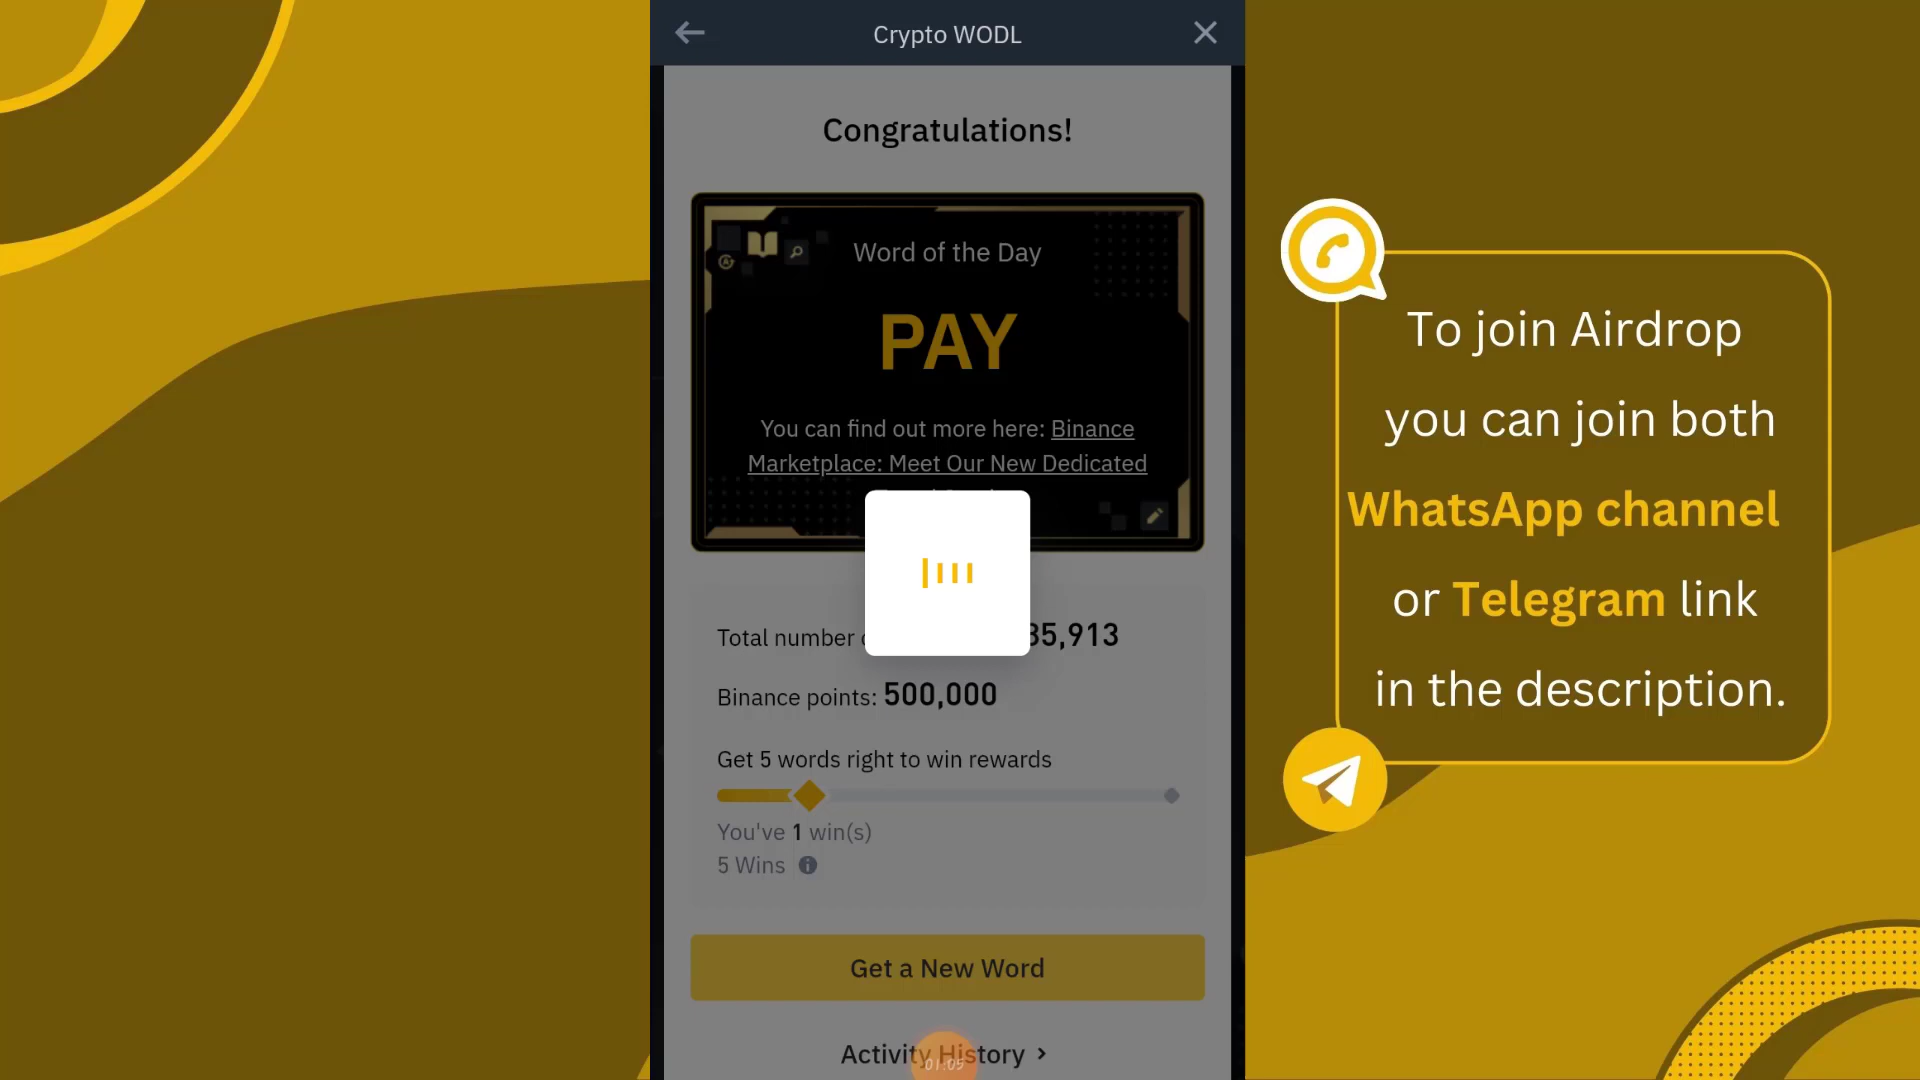 Crypto WODL
Congratulations!
Word of the Day
PAY
You can find out more here: Binance
Marketplace: Meet Our New Dedicated
Total number
35,913
Binance points: 500,000
Get 5 words right to win rewards
You've 1 win(s)
5 Wins
Get a New Word
Activity History
01:05
To join Airdrop
you can join both
WhatsApp channel
or Telegram link
in the description.